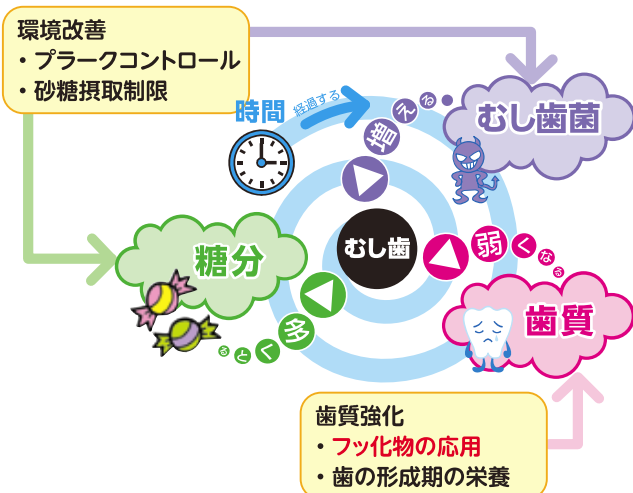 環境改善
・プラークコントロール
・砂糖摂取制限
時間
経過する
増える
むし歯菌
むし歯
糖分
多くとる
弱くなる
歯質
歯質強化
・フッ化物の応用
・歯の形成期の栄養